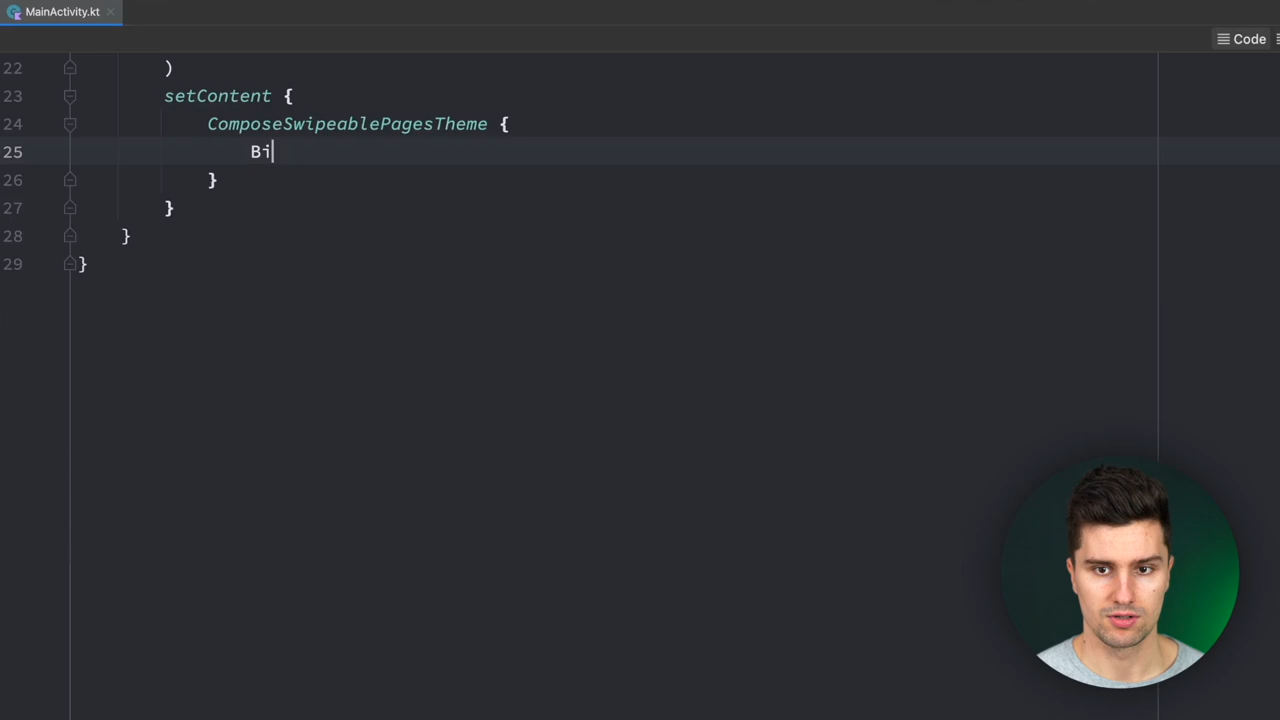 MainActivity.kt
Code
22 )
23 setContent {
24 ComposeSwipeablePagesTheme {
25 Bi
26 }
27 }
28 }
29 }